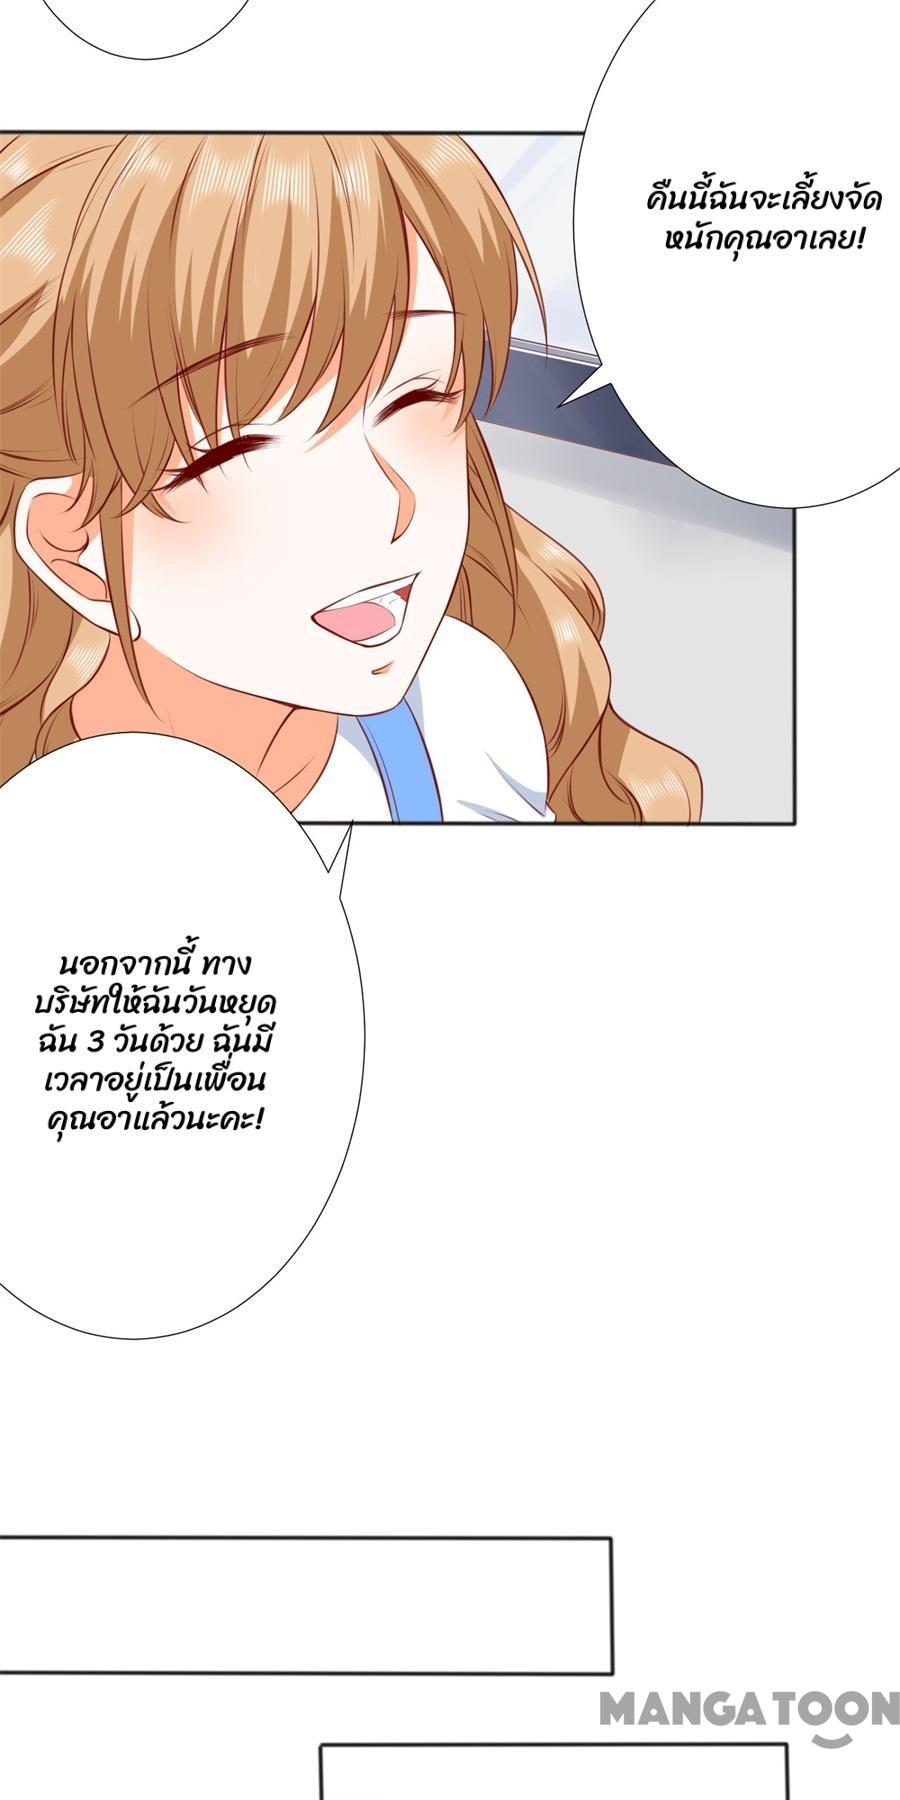 คืนนี้ฉันจะเลี้ยงจัด
หนักคุณอาเลย!
นอกจากนี้ ทาง
บริษัทให้ฉันวันหยุด
ฉัน 3 วันด้วย ฉันมี
เวลาอยู่เป็นเพื่อน
คุณอาแล้วนะคะ!
MANGATOON